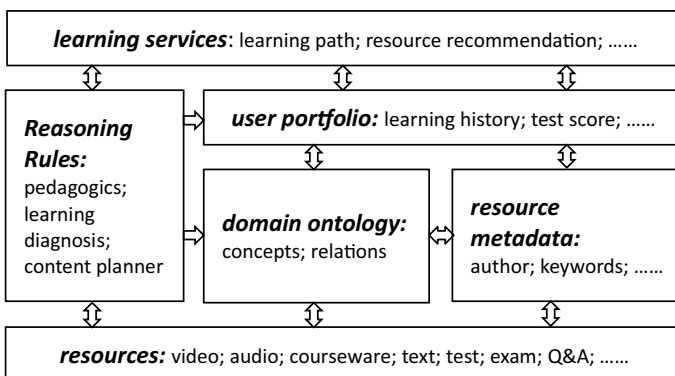 learning services: learning path; resource recommendation; ……
Reasoning
Rules:
pedagogics;
learning
diagnosis;
content planner
user portfolio: learning history; test score; ……
domain ontology:
concepts; relations
resource
metadata:
author; keywords; ……
resources: video; audio; courseware; text; test; exam; Q&A; ……